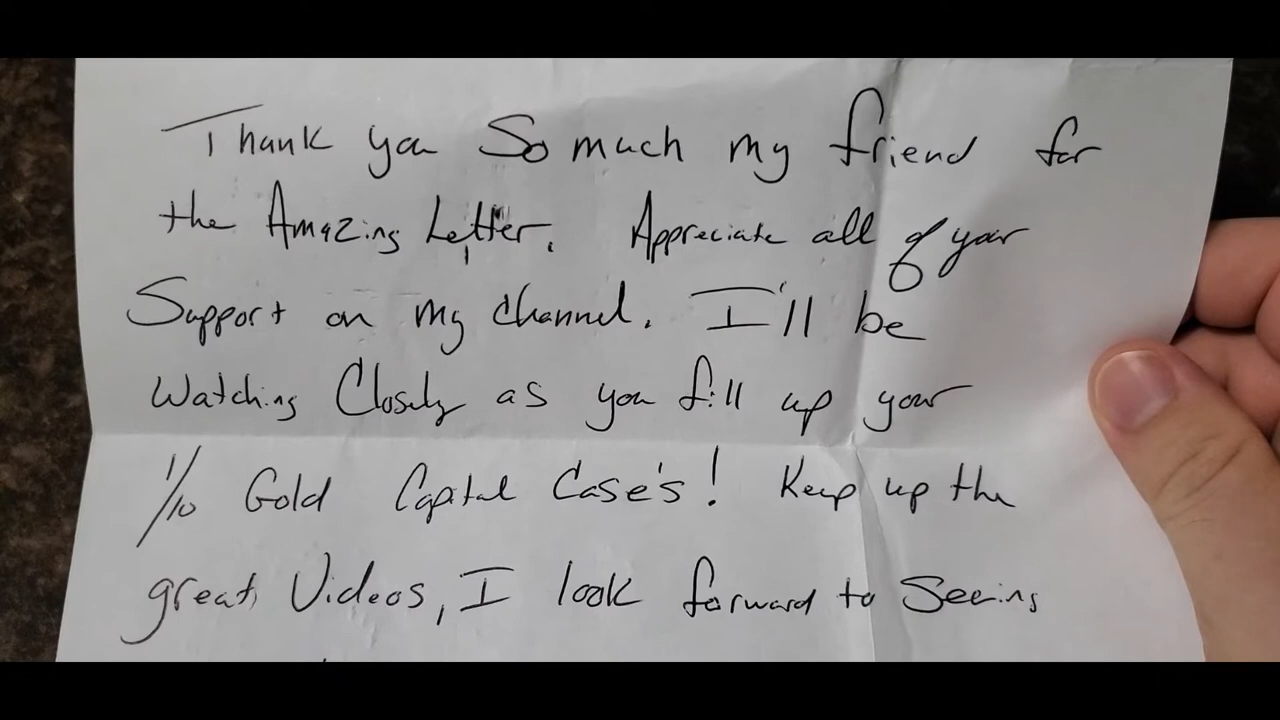 Thank you So much my friend for
the Amazing Letter. Appreciate all of your
Support on my channel. I'll be
Watching Closely as you fill up your
1/10 Gold Capital Case's! Keep up the
great Videos, I look forward to Seeing